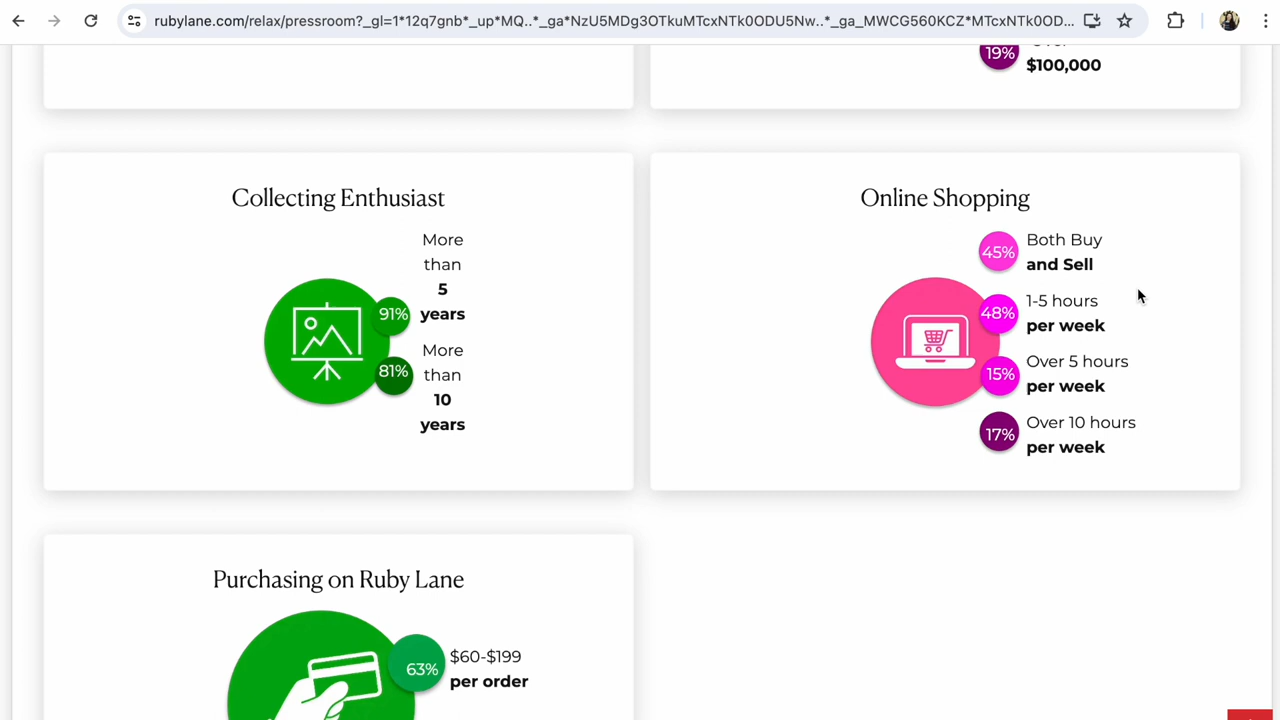 rubylane.com/relax/pressroom?_gl=1*12q7gnb*_up*MQ..*_ga*NzU5MDg3OTkuMTcxNTk0ODU5Nw..*_ga_MWCG560KCZ*MTcxNTk0OD...
19%
$100,000
Collecting Enthusiast
More
than
5
91%
years
More
81%
than
10
years
Online Shopping
45%
Both Buy
and Sell
48%
1-5 hours
per week
15%
Over 5 hours
per week
17%
Over 10 hours
per week
Purchasing on Ruby Lane
63%
$60-$199
per order